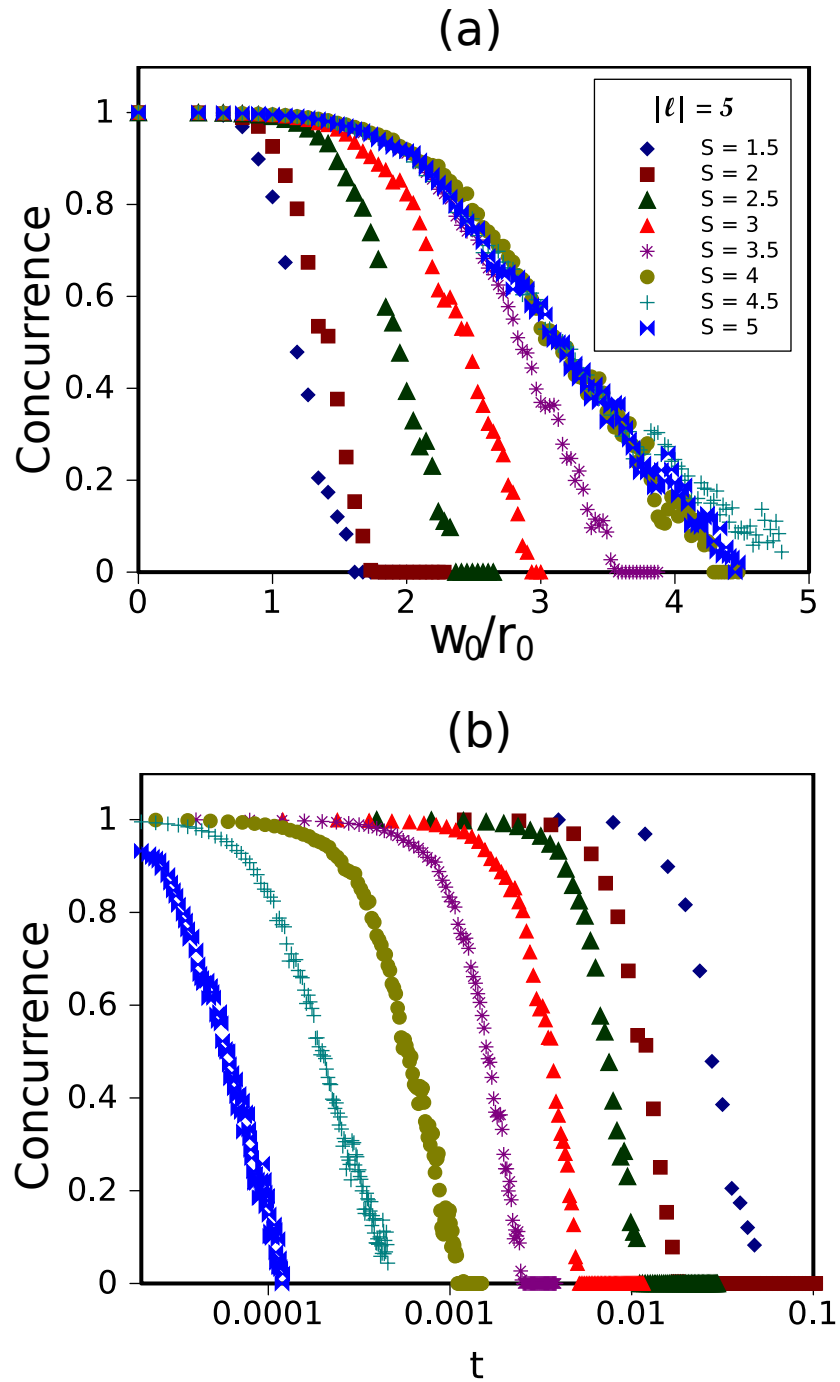 (a)
Concurrence
1
0.8
0.6
0.4
0.2
0
0
1
2
3
4
5
w₀/r₀
|ℓ| = 5
S = 1.5
S = 2
S = 2.5
S = 3
S = 3.5
S = 4
S = 4.5
S = 5
(b)
Concurrence
1
0.8
0.6
0.4
0.2
0
0.0001
0.001
0.01
0.1
t